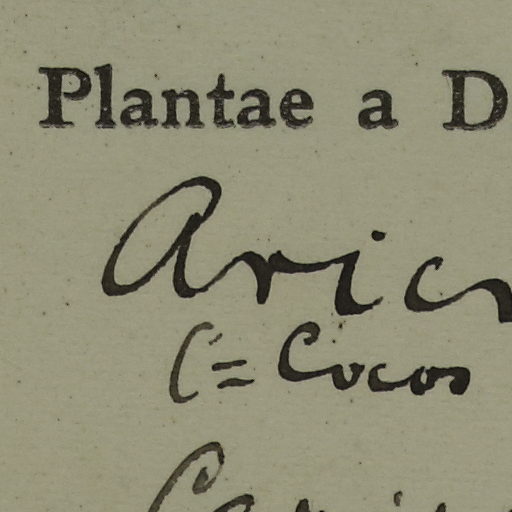 Plantae a D
Aric
(= Cocos